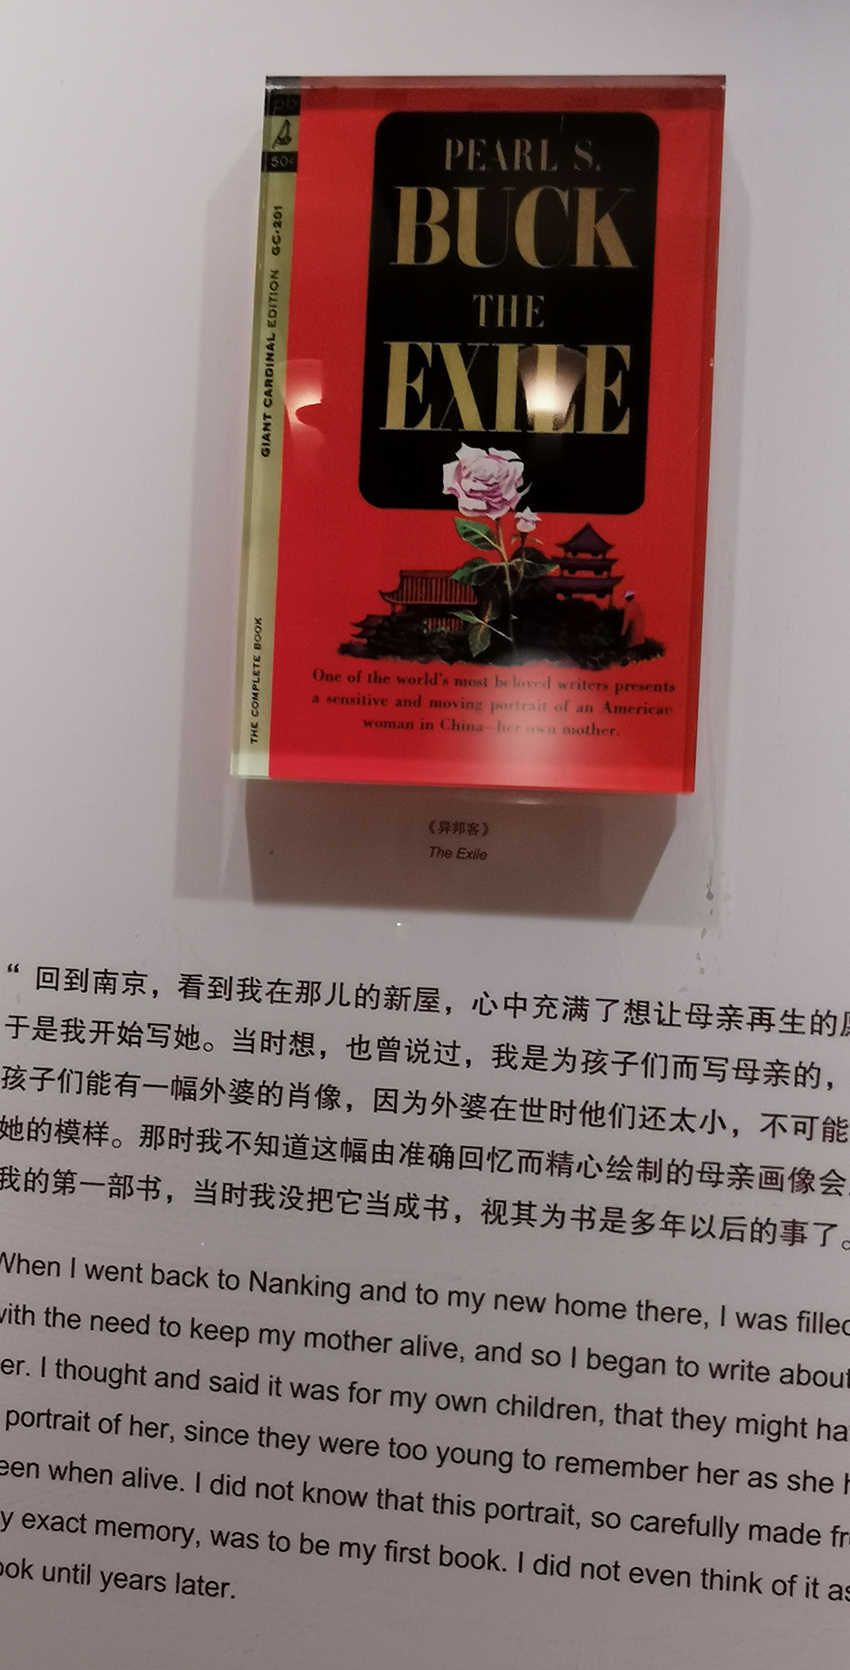 pb
50¢
GIANT CARDINAL EDITION GC·201
THE COMPLETE BOOK
PEARL S.
BUCK
THE
EXILE
One of the world's most beloved writers presents
a sensitive and moving portrait of an American
woman in China—her own mother.
《异邦客》
The Exile
“ 回到南京，看到我在那儿的新屋，心中充满了想让母亲再生的
于是我开始写她。当时想，也曾说过，我是为孩子们而写母亲的，
孩子们能有一幅外婆的肖像，因为外婆在世时他们还太小，不可能
她的模样。那时我不知道这幅由准确回忆而精心绘制的母亲画像会
我的第一部书，当时我没把它当成书，视其为书是多年以后的事了。
When I went back to Nanking and to my new home there, I was filled
with the need to keep my mother alive, and so I began to write about
er. I thought and said it was for my own children, that they might ha
portrait of her, since they were too young to remember her as she h
een when alive. I did not know that this portrait, so carefully made fr
y exact memory, was to be my first book. I did not even think of it as
ook until years later.